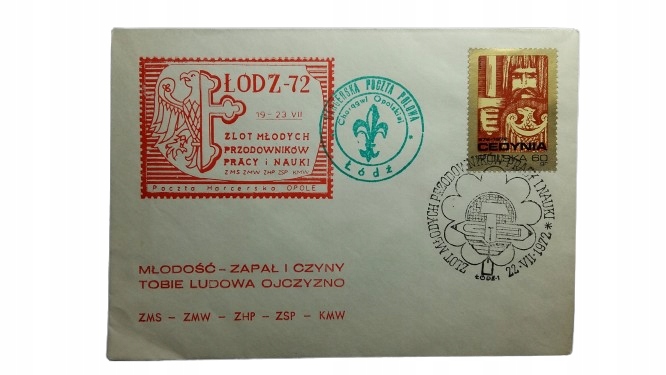 ŁÓDZ-72
19-23.VII
ZLOT MŁODYCH
PRZODOWNIKÓW
PRACY i NAUKI
ZMS ZMW ZHP ZSP KMW
Poczta Harcerska OPOLE
HARCERSKA POCZTA POLOWA
Chorągwi Opolskiej
Łódź
CEDYNIA
POLSKA 60
ZLOT MŁODYCH PRZODOWNIKÓW PRACY I NAUKI
22-VII-1972
ŁÓDŹ-1
MŁODOŚĆ - ZAPAŁ I CZYNY
TOBIE LUDOWA OJCZYZNO
ZMS - ZMW - ZHP - ZSP - KMW